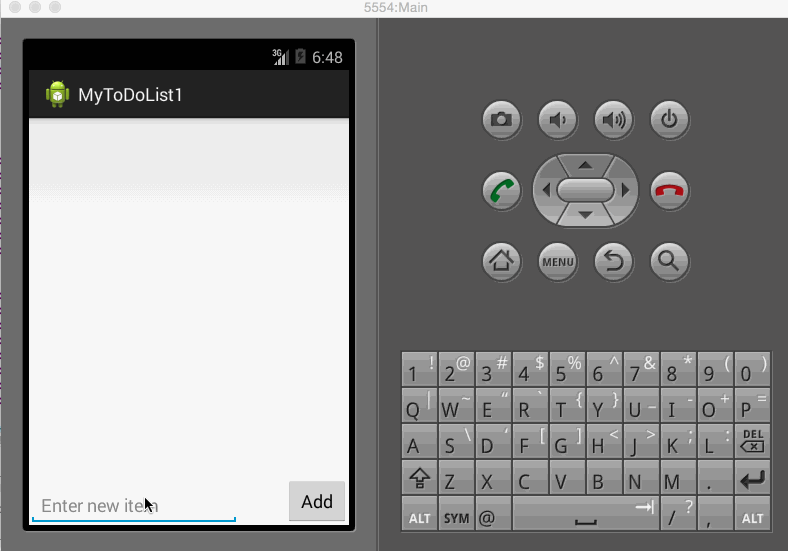 5554:Main
3G 6:48
MyToDoList1
Enter new item
Add
MENU
1 ! 2 @ 3 # 4 $ 5 % 6 ^ 7 & 8 * 9 ( 0 )
Q | W ~ E “ R ` T { Y } U _ I - O + P =
A S \ D ‘ F [ G ] H < J > K ; L : DEL
Z X C V B N M .
ALT SYM @ / ? , ALT